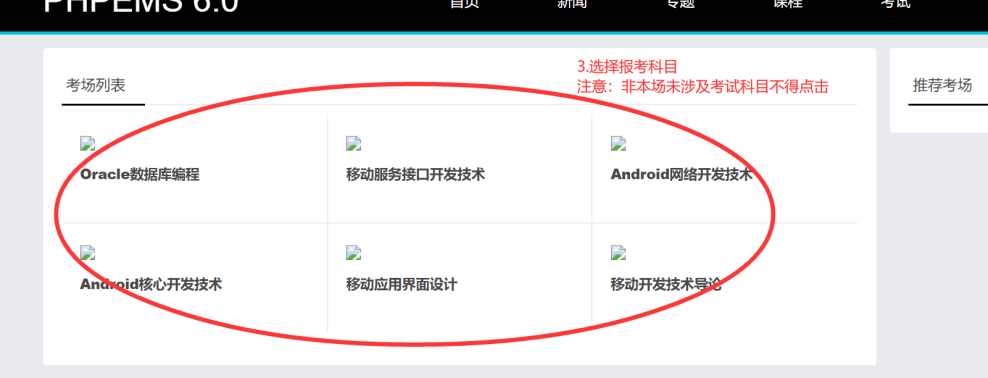 PHPEMS 6.0
首页 新闻 专题 课程 考试
3.选择报考科目
注意：非本场未涉及考试科目不得点击
考场列表
推荐考场
Oracle数据库编程 移动服务接口开发技术 Android网络开发技术
Android核心开发技术 移动应用界面设计 移动开发技术导论